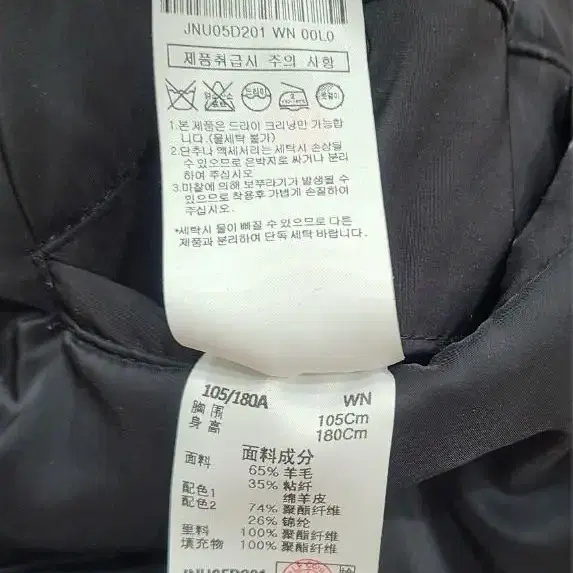 JNU05D201 WN 00L0
제품취급시 주의 사항
드라이
옷걸이
1.본 제품은 드라이 크리닝만 가능합
니다.(물세탁 불가)
2.단추나 액세서리는 세탁시 손상될
수 있으므로 은박지로 싸거나 분리
하여 주십시오
3.마찰에 의해 보푸라기가 발생될 수
있으므로 착용후 가볍게 손질하여
주십시오.
*세탁시 물이 빠질 수 있으므로 다른
제품과 분리하여 단독 세탁 바랍니다.
105/180A WN
胸围 105Cm
身高 180Cm
面料成分
面料 65% 羊毛
35% 粘纤
配色1 绵羊皮
配色2 74% 聚酯纤维
26% 锦纶
里料 100% 聚酯纤维
填充物 100% 聚酯纤维
JNU05D201